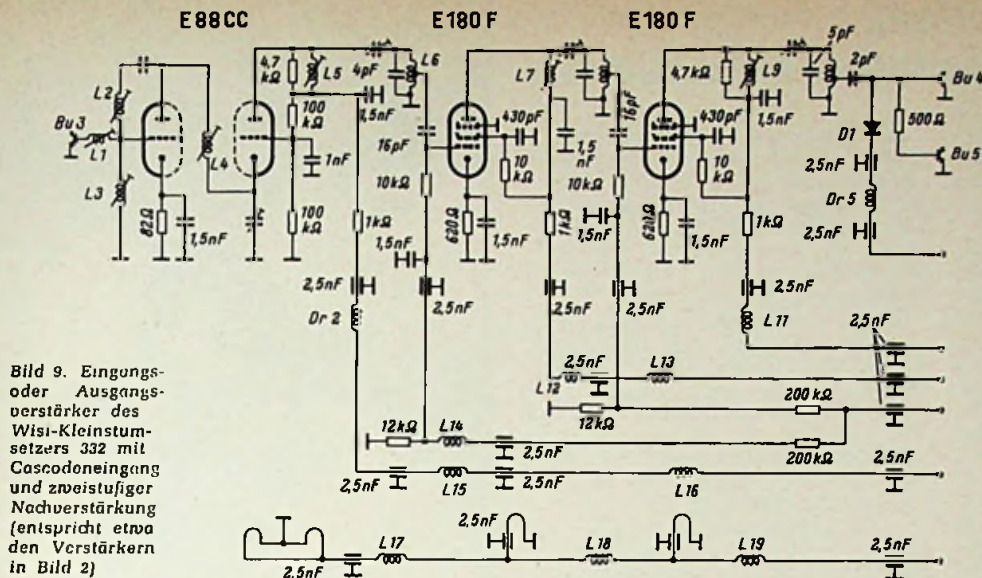 E88CC
E180F
E180F
4,7 kΩ
L5
4pF
L6
1,5nF
100 kΩ
1nF
100 kΩ
1kΩ
L2
Bu 3
L1
L3
L4
82Ω
1,5nF
16pF
10kΩ
1,5nF
430pF
10 kΩ
620Ω
1,5nF
L7
1,5 nF
1kΩ
16pF
10kΩ
1,5nF
4,7kΩ
L9
1,5nF
430pF
10 kΩ
620Ω
1,5nF
1kΩ
5pF
2pF
Bu 4
500Ω
D1
Bu 5
2,5nF
Dr 5
2,5nF
2,5nF
Dr 2
2,5nF
2,5nF
2,5nF
2,5nF
L11
2,5nF
L12
2,5nF
L13
12kΩ
200kΩ
12kΩ
L14
200kΩ
2,5nF
L15
2,5nF
L16
2,5nF
2,5nF
L17
2,5nF
L18
L19
2,5nF
Bild 9. Eingangs-
oder Ausgangs-
verstärker des
Wisi-Kleinstum-
setzers 332 mit
Cascodeneingang
und zweistufiger
Nachverstärkung
(entspricht etwa
den Verstärkern
in Bild 2)